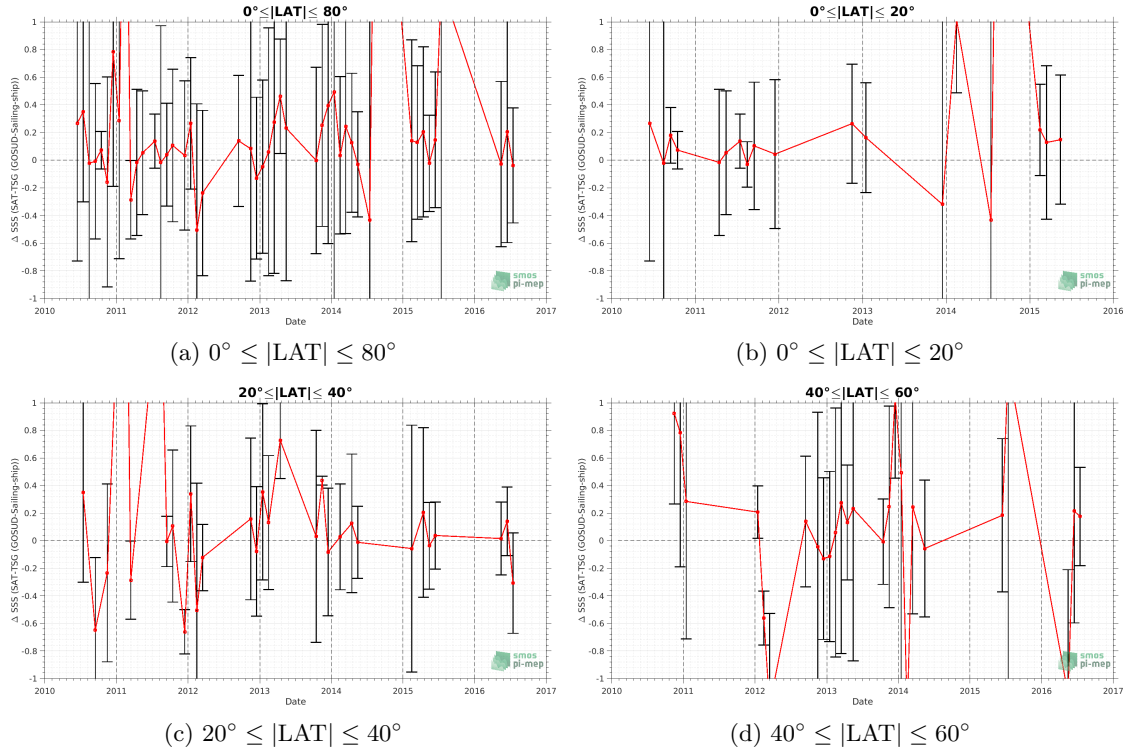 0°≤|LAT|≤ 80°
1
0.8
0.6
0.4
0.2
0
-0.2
-0.4
-0.6
-0.8
-1
Δ SSS (SAT-TSG (GOSUD-Sailing-ship))
2010 2011 2012 2013 2014 2015 2016 2017
Date
smos
pi-mep
(a) 0° ≤ |LAT| ≤ 80°
0°≤|LAT|≤ 20°
1
0.8
0.6
0.4
0.2
0
-0.2
-0.4
-0.6
-0.8
-1
Δ SSS (SAT-TSG (GOSUD-Sailing-ship))
2010 2011 2012 2013 2014 2015 2016
Date
smos
pi-mep
(b) 0° ≤ |LAT| ≤ 20°
20°≤|LAT|≤ 40°
1
0.8
0.6
0.4
0.2
0
-0.2
-0.4
-0.6
-0.8
-1
Δ SSS (SAT-TSG (GOSUD-Sailing-ship))
2010 2011 2012 2013 2014 2015 2016 2017
Date
smos
pi-mep
(c) 20° ≤ |LAT| ≤ 40°
40°≤|LAT|≤ 60°
1
0.8
0.6
0.4
0.2
0
-0.2
-0.4
-0.6
-0.8
-1
Δ SSS (SAT-TSG (GOSUD-Sailing-ship))
2010 2011 2012 2013 2014 2015 2016 2017
Date
smos
pi-mep
(d) 40° ≤ |LAT| ≤ 60°